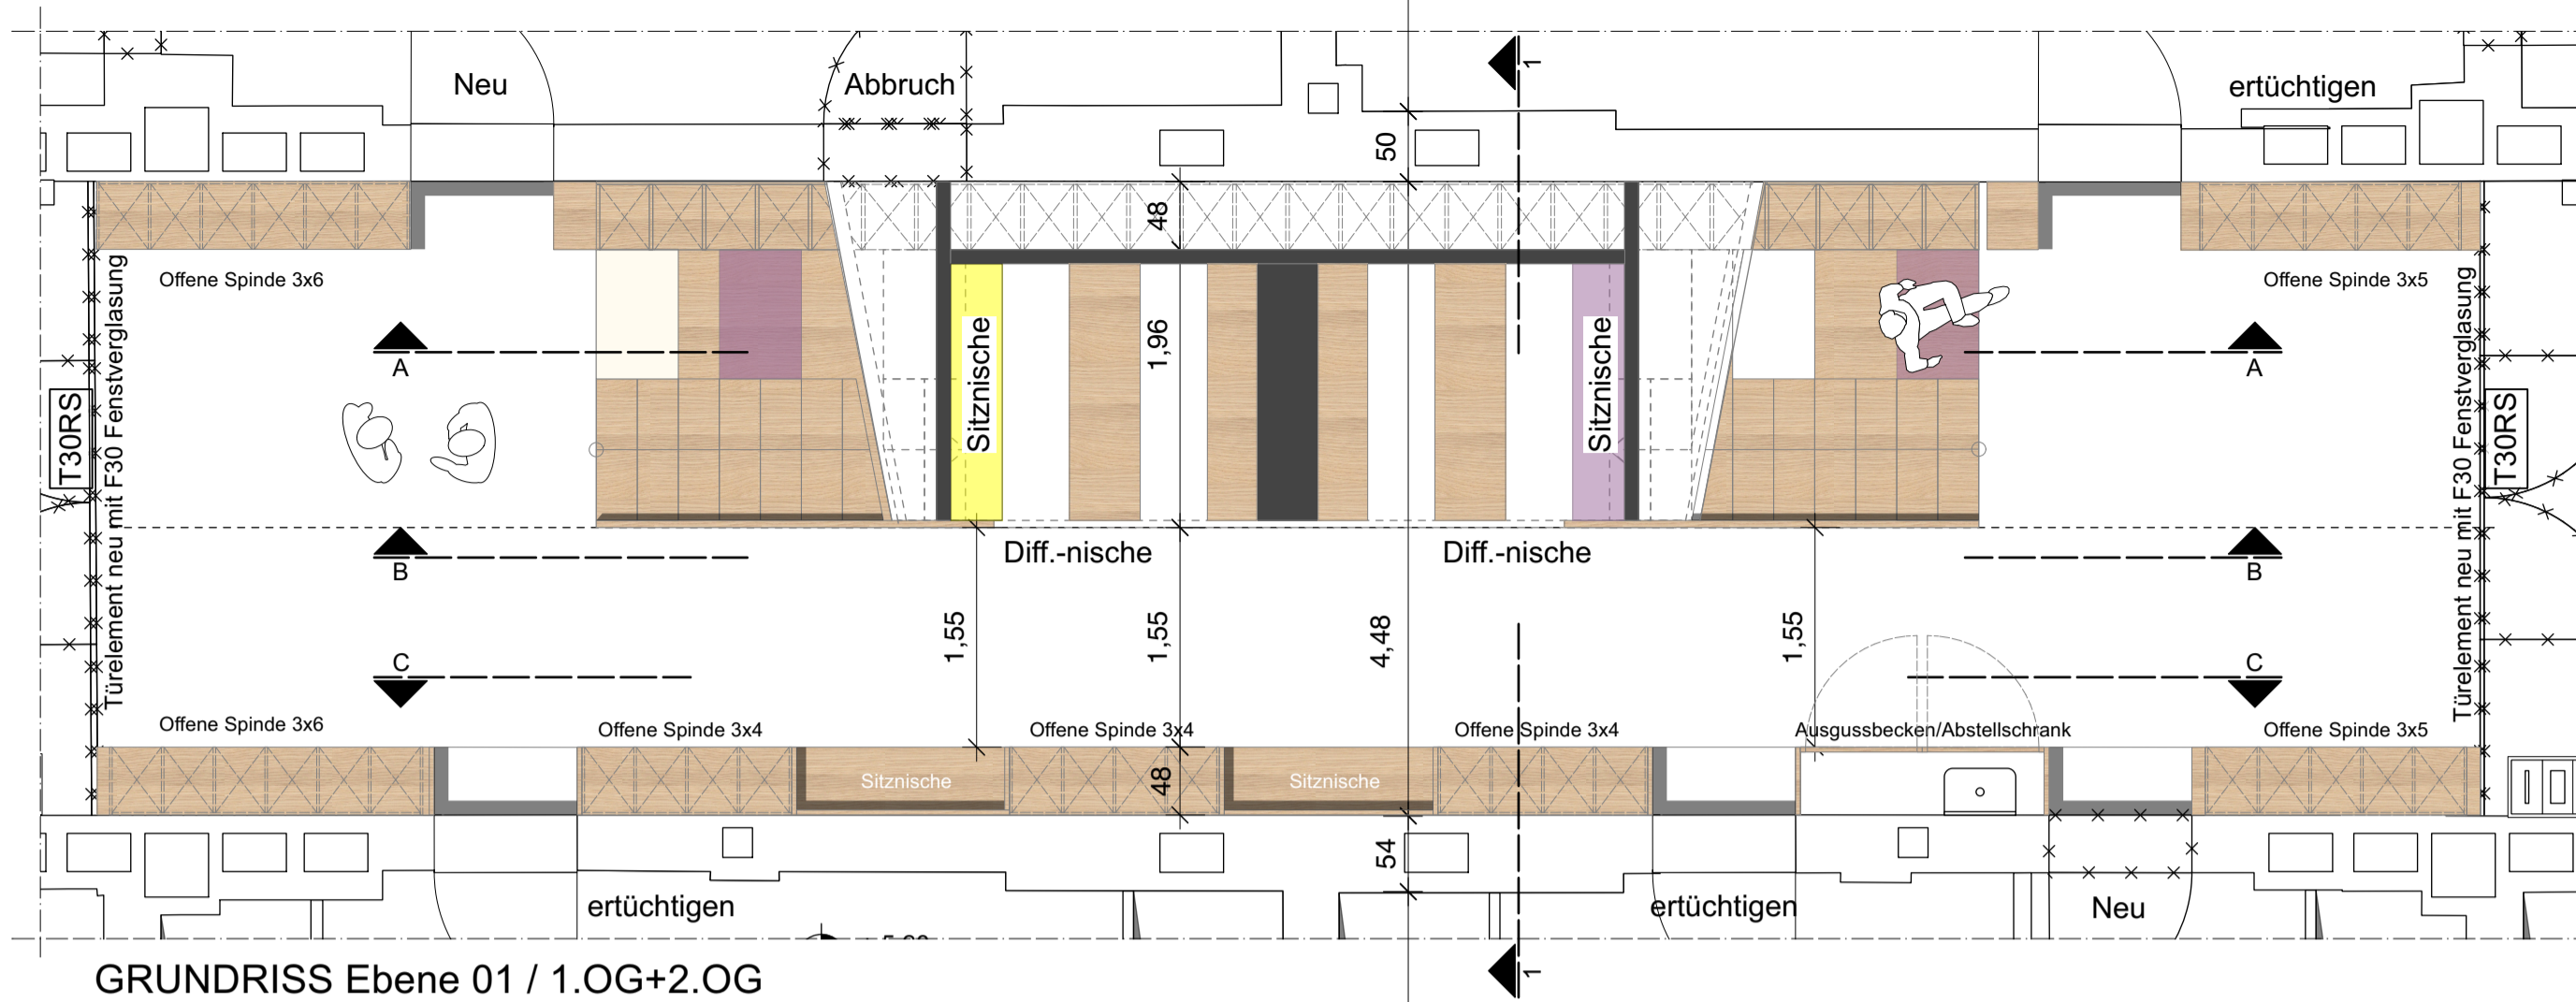 Neu
Abbruch
1
ertüchtigen
50
48
Offene Spinde 3x6
Offene Spinde 3x5
Türelement neu mit F30 Fenstverglasung
T30RS
A
Sitznische
1,96
Sitznische
A
Türelement neu mit F30 Fenstverglasung
T30RS
B
Diff.-nische
Diff.-nische
B
1,55
1,55
4,48
1,55
C
C
Offene Spinde 3x6
Offene Spinde 3x4
Offene Spinde 3x4
Offene Spinde 3x4
Ausgussbecken/Abstellschrank
Offene Spinde 3x5
Sitznische
48
Sitznische
54
ertüchtigen
ertüchtigen
Neu
1
GRUNDRISS Ebene 01 / 1.OG+2.OG